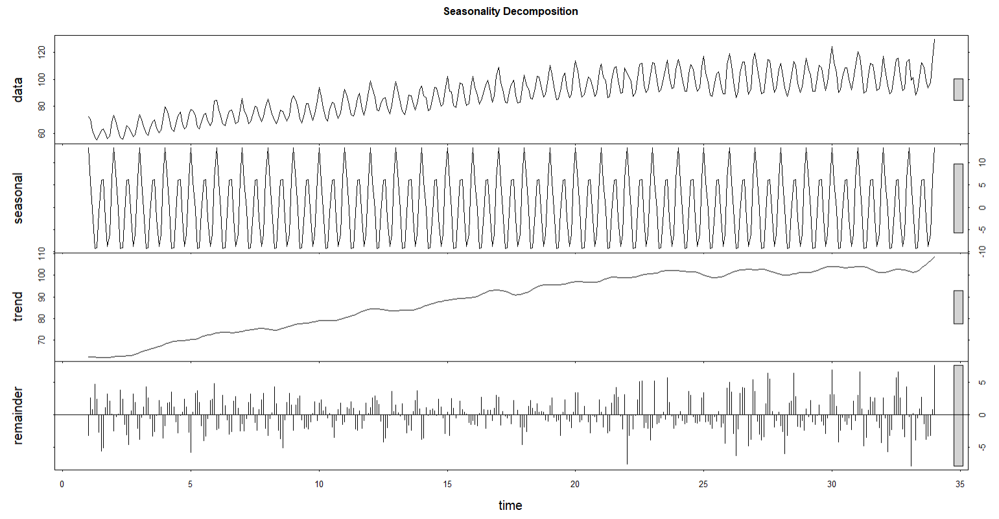 Seasonality Decomposition
data
60 80 100 120
seasonal
-10 -5 0 5 10
trend
70 80 90 100 110
remainder
-5 0 5
0 5 10 15 20 25 30 35
time